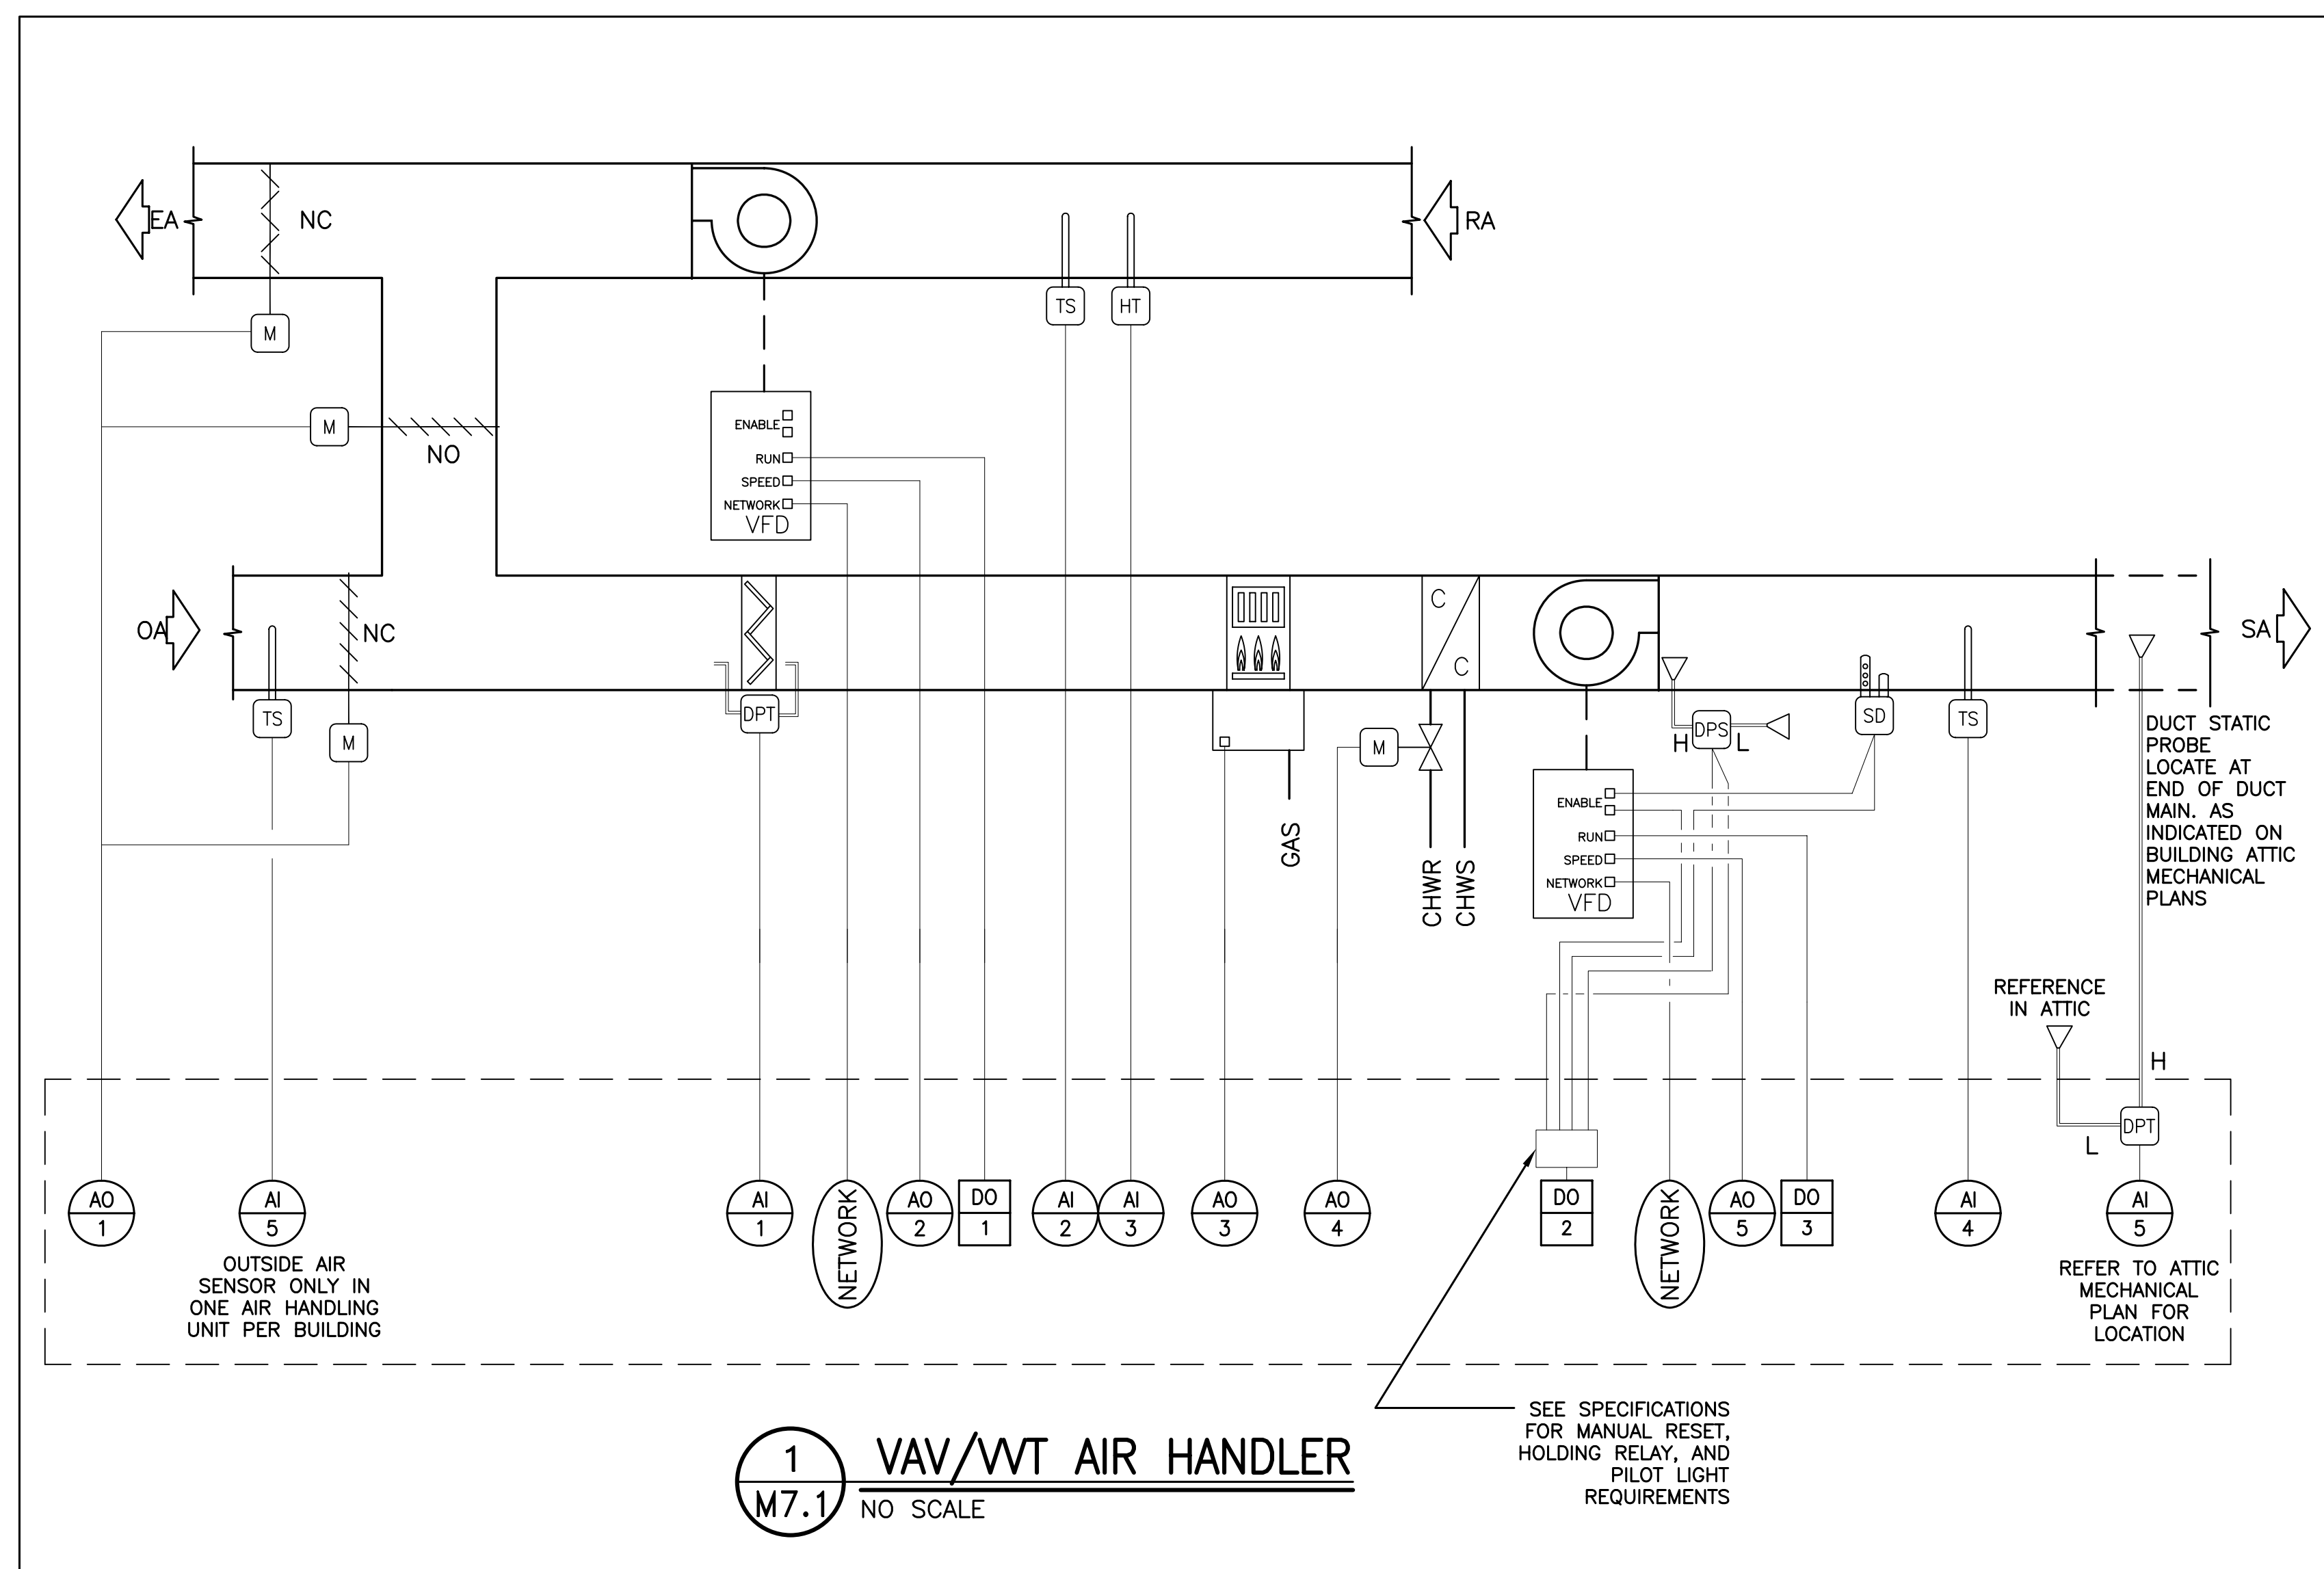 EA
NC
RA
M
TS
HT
M
NO
ENABLE
RUN
SPEED
NETWORK
VFD
OA
NC
C
C
SA
TS
M
DPT
M
H
DPS
L
SD
TS
GAS
CHWR
CHWS
ENABLE
RUN
SPEED
NETWORK
VFD
DUCT STATIC
PROBE
LOCATE AT
END OF DUCT
MAIN. AS
INDICATED ON
BUILDING ATTIC
MECHANICAL
PLANS
REFERENCE
IN ATTIC
H
L
DPT
AO
1
AI
5
AI
1
NETWORK
AO
2
DO
1
AI
2
AI
3
AO
3
AO
4
DO
2
NETWORK
AO
5
DO
3
AI
4
AI
5
OUTSIDE AIR
SENSOR ONLY IN
ONE AIR HANDLING
UNIT PER BUILDING
REFER TO ATTIC
MECHANICAL
PLAN FOR
LOCATION
SEE SPECIFICATIONS
FOR MANUAL RESET,
HOLDING RELAY, AND
PILOT LIGHT
REQUIREMENTS
1
M7.1
VAV/VVT AIR HANDLER
NO SCALE